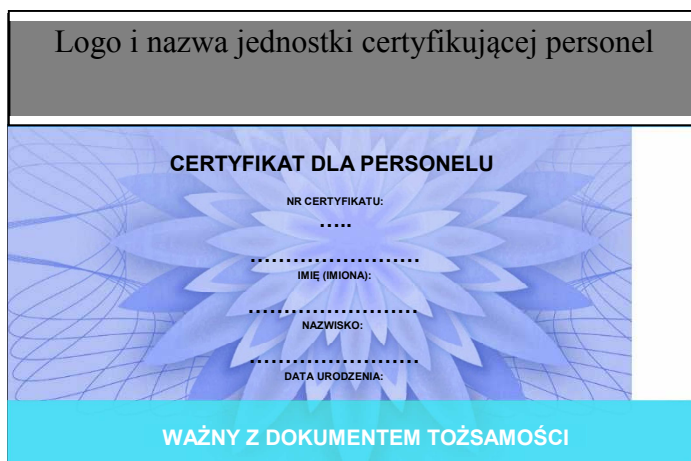 Logo i nazwa jednostki certyfikującej personel
CERTYFIKAT DLA PERSONELU
NR CERTYFIKATU:
.....
........................
IMIĘ (IMIONA):
........................
NAZWISKO:
........................
DATA URODZENIA:
WAŻNY Z DOKUMENTEM TOŻSAMOŚCI